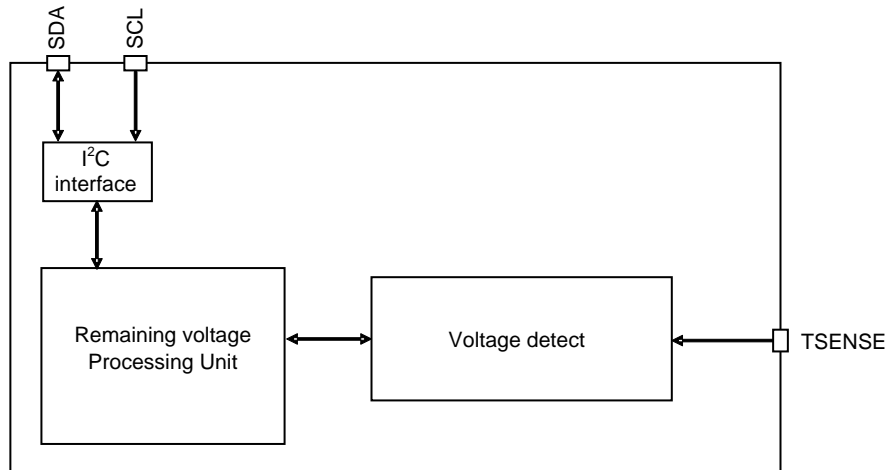 SDA
SCL
I²C
interface
Remaining voltage
Processing Unit
Voltage detect
TSENSE